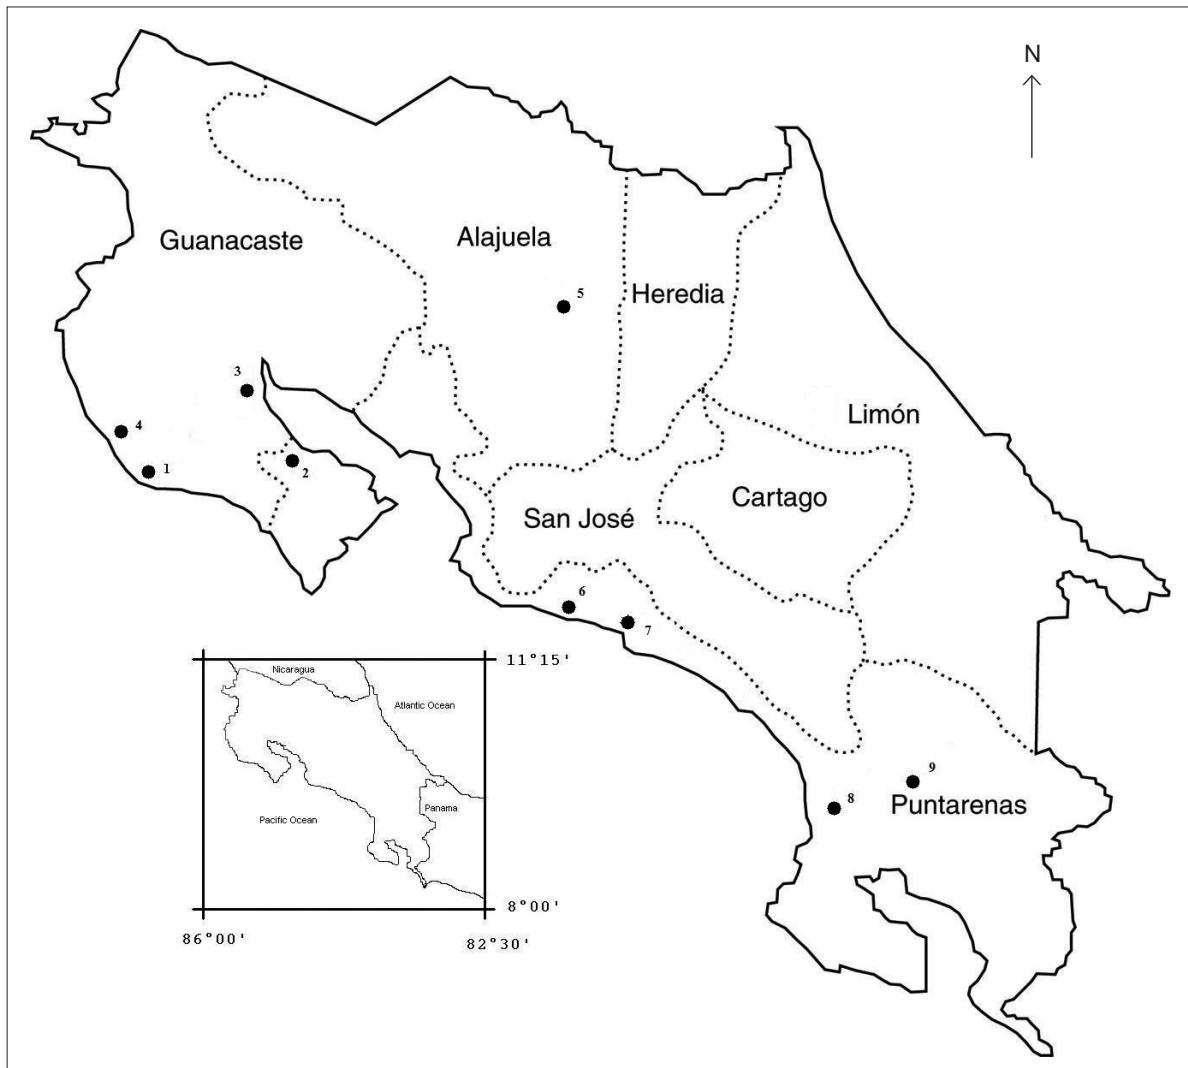 N
Guanacaste
Alajuela
5
Heredia
3
Limón
4
1
2
Cartago
San José
6
7
11°15'
Nicaragua
Atlantic Ocean
9
8
Puntarenas
Panama
Pacific Ocean
8°00'
86°00'
82°30'